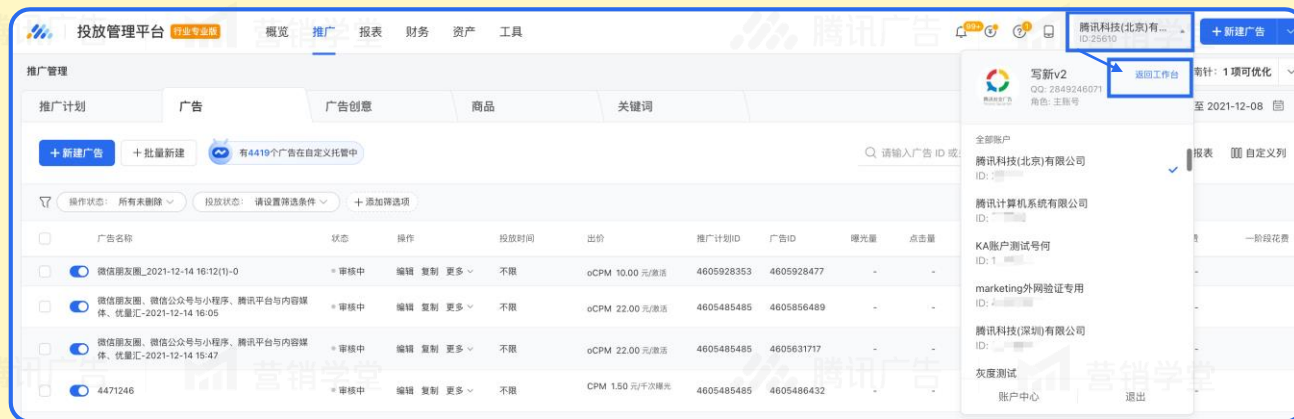 投放管理平台 行业专业版 概览 推广 报表 财务 资产 工具 99+ 腾讯科技(北京)有... ID:25610 +新建广告
推广管理 南针: 1 项可优化
推广计划 广告 广告创意 商品 关键词 至 2021-12-08
+新建广告 +批量新建 有4419个广告在自定义托管中 请输入广告 ID 或 报表 自定义列
操作状态: 所有未删除 投放状态: 请设置筛选条件 +添加筛选项
广告名称 状态 操作 投放时间 出价 推广计划ID 广告ID 曝光量 点击量 一阶段花费
微信朋友圈_2021-12-14 16:12(1)-0 审核中 编辑 复制 更多 不限 oCPM 10.00 元/激活 4605928353 4605928477 - - -
微信朋友圈、微信公众号与小程序、腾讯平台与内容媒
体、优量汇-2021-12-14 16:05 审核中 编辑 复制 更多 不限 oCPM 22.00 元/激活 4605485485 4605856489 - - -
微信朋友圈、微信公众号与小程序、腾讯平台与内容媒
体、优量汇-2021-12-14 15:47 审核中 编辑 复制 更多 不限 oCPM 22.00 元/激活 4605485485 4605631717 - - -
4471246 审核中 编辑 复制 更多 不限 CPM 1.50 元/千次曝光 4605485485 4605486432 - - -
写新v2 返回工作台
QQ: 2849246071
角色: 主账号
全部账户
腾讯科技(北京)有限公司
ID:
腾讯计算机系统有限公司
ID:
KA账户测试号何
ID: 1
marketing外网验证专用
ID:
腾讯科技(深圳)有限公司
ID:
灰度测试
账户中心 退出
腾讯广告 营销学堂